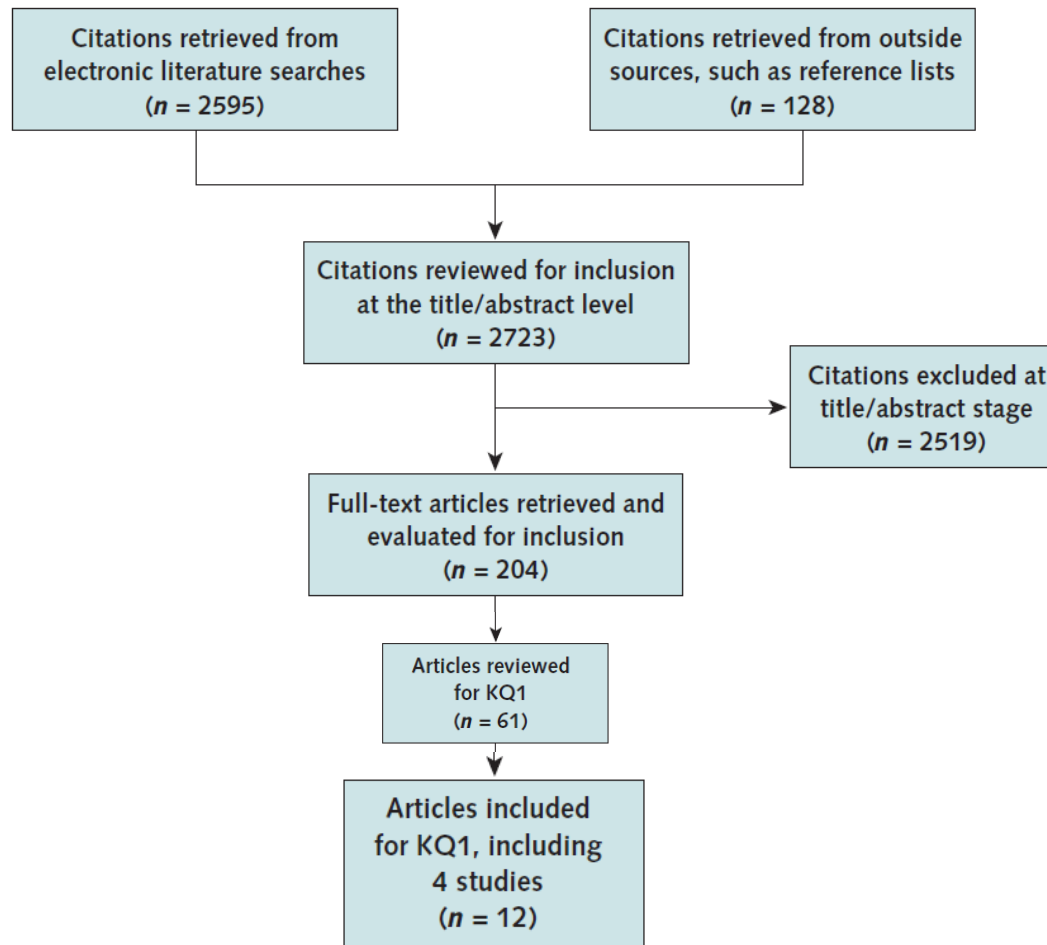 Citations retrieved from
electronic literature searches
(n = 2595)
Citations retrieved from outside
sources, such as reference lists
(n = 128)
Citations reviewed for inclusion
at the title/abstract level
(n = 2723)
Citations excluded at
title/abstract stage
(n = 2519)
Full-text articles retrieved and
evaluated for inclusion
(n = 204)
Articles reviewed
for KQ1
(n = 61)
Articles included
for KQ1, including
4 studies
(n = 12)